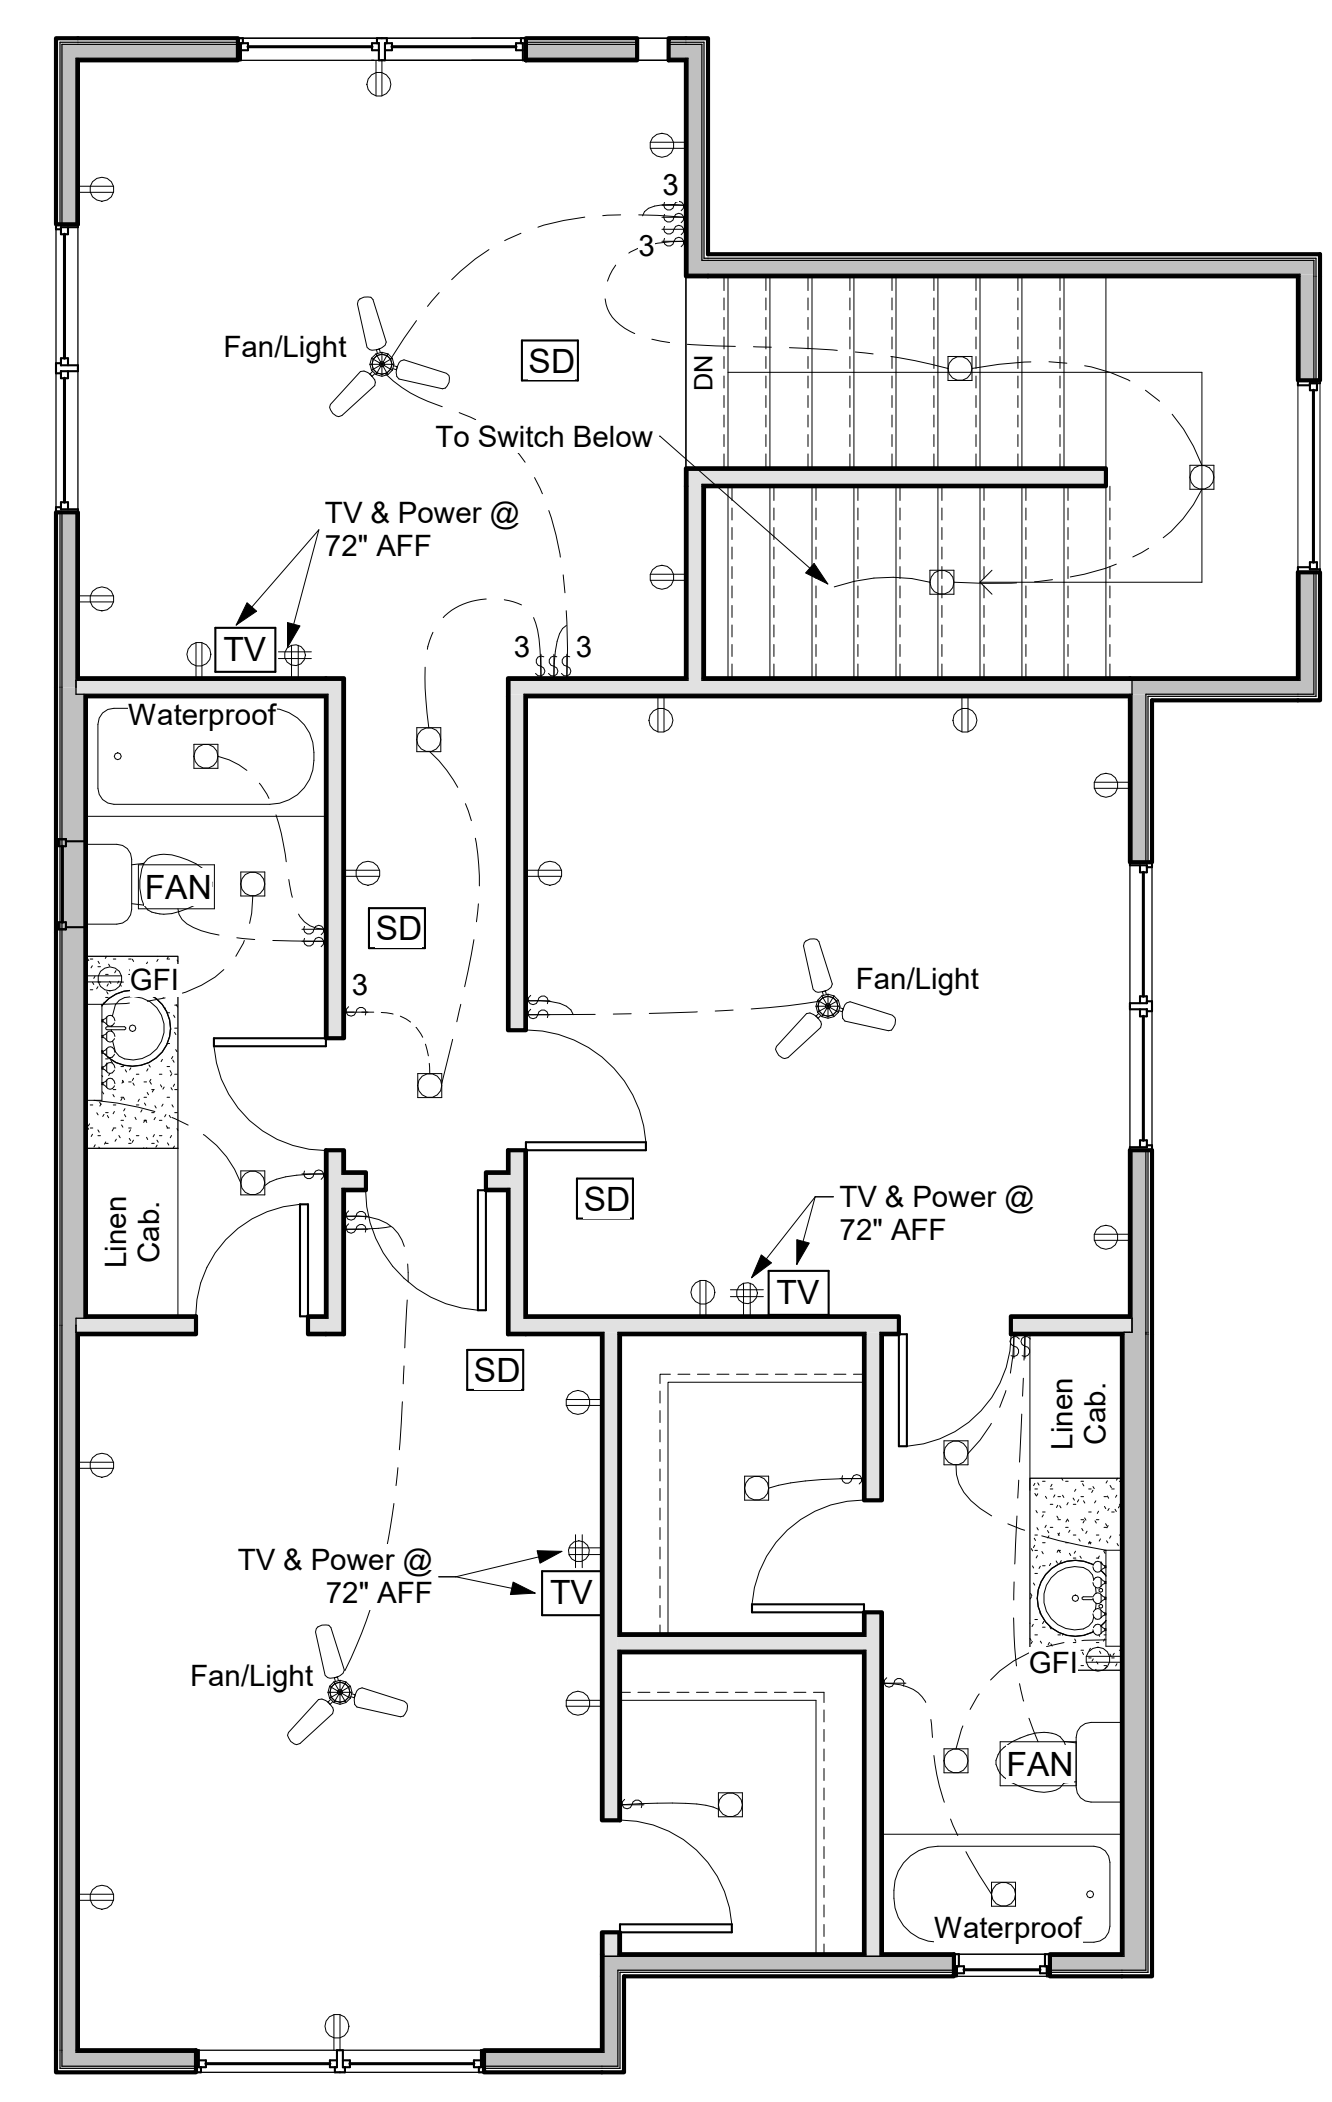 3
3
Fan/Light
SD
DN
To Switch Below
TV & Power @
72" AFF
TV
3
3
Waterproof
FAN
SD
GFI
3
Fan/Light
Linen
Cab.
SD
TV & Power @
72" AFF
TV
SD
Linen
Cab.
TV & Power @
72" AFF
TV
Fan/Light
GFI
FAN
Waterproof